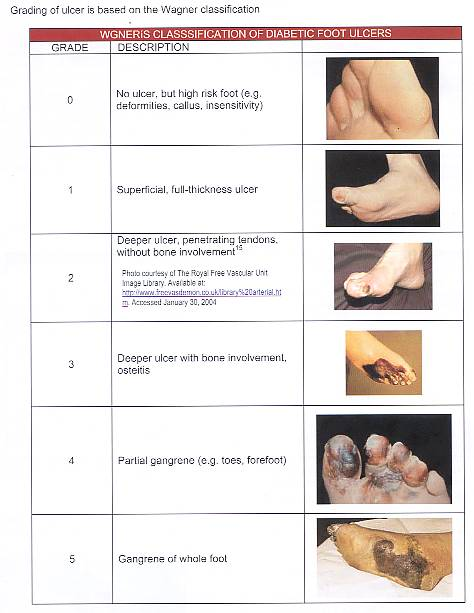 Grading of ulcer is based on the Wagner classification
WGNERiS CLASSSIFICATION OF DIABETIC FOOT ULCERS
GRADE DESCRIPTION
0
No ulcer, but high risk foot (e.g.
deformities, callus, insensitivity)
1
Superficial, full-thickness ulcer
2
Deeper ulcer, penetrating tendons,
without bone involvement15
Photo courtesy of The Royal Free Vascular Unit
Image Library. Available at:
http://www.freevasdemon.co.uk/library%20arterial.ht
m. Accessed January 30, 2004
3
Deeper ulcer with bone involvement,
osteitis
4
Partial gangrene (e.g. toes, forefoot)
5
Gangrene of whole foot